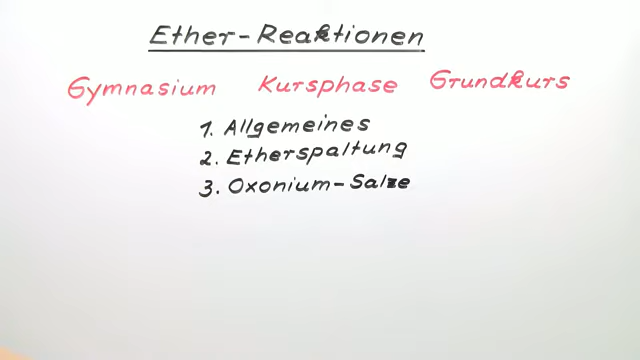 Ether-Reaktionen
Gymnasium Kursphase Grundkurs
1. Allgemeines
2. Etherspaltung
3. Oxonium-Salze